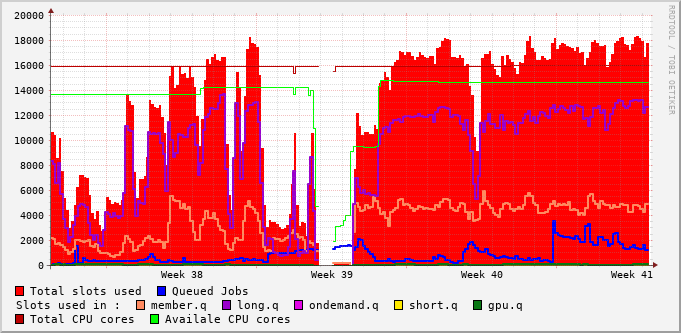 20000
18000
16000
14000
12000
10000
8000
6000
4000
2000
0
Week 38 Week 39 Week 40 Week 41
RRDTOOL / TOBI OETIKER
Total slots used Queued Jobs
Slots used in : member.q long.q ondemand.q short.q gpu.q
Total CPU cores Availale CPU cores